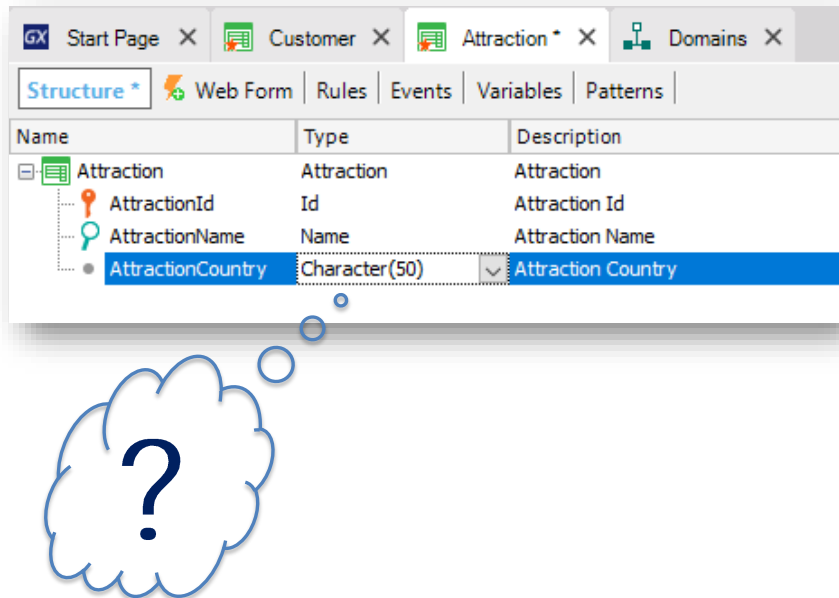 GX Start Page × Customer × Attraction * × Domains ×
Structure * Web Form Rules Events Variables Patterns
Name Type Description
Attraction Attraction Attraction
AttractionId Id Attraction Id
AttractionName Name Attraction Name
AttractionCountry Character(50) Attraction Country
?